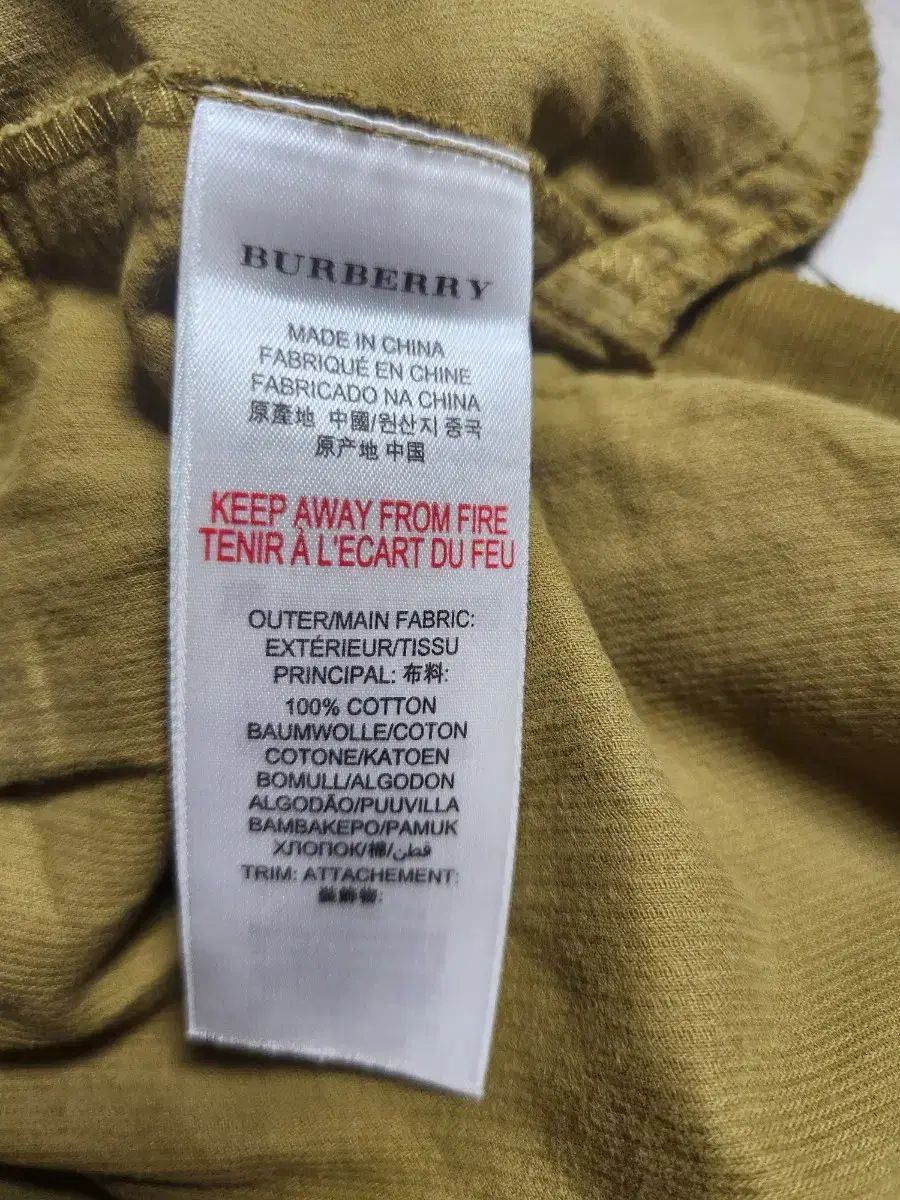 BURBERRY
MADE IN CHINA
FABRIQUÉ EN CHINE
FABRICADO NA CHINA
原產地 中國/원산지 중국
原产地 中国
KEEP AWAY FROM FIRE
TENIR À L'ECART DU FEU
OUTER/MAIN FABRIC:
EXTÉRIEUR/TISSU
PRINCIPAL: 布料:
100% COTTON
BAUMWOLLE/COTON
COTONE/KATOEN
BOMULL/ALGODON
ALGODÃO/PUUVILLA
BAMBAKEPO/PAMUK
ХЛОПОК/棉/قطن
TRIM: ATTACHEMENT:
裝飾物: